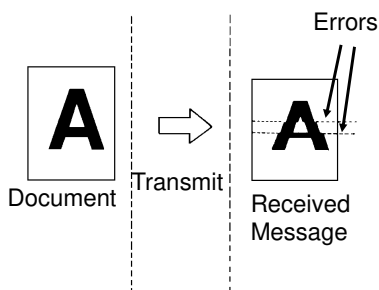 Errors
A
A
Document
Transmit
Received
Message